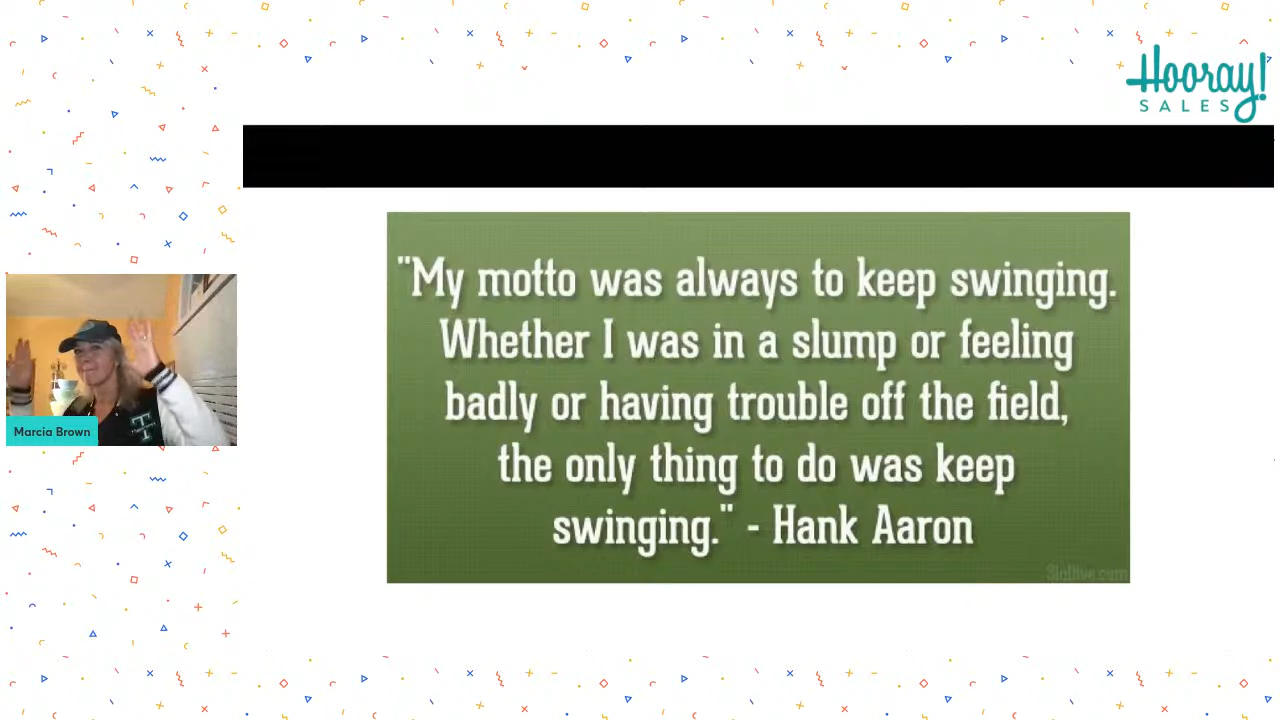 Hooray!
SALES
"My motto was always to keep swinging.
Whether I was in a slump or feeling
badly or having trouble off the field,
the only thing to do was keep
swinging." - Hank Aaron
Marcia Brown
T